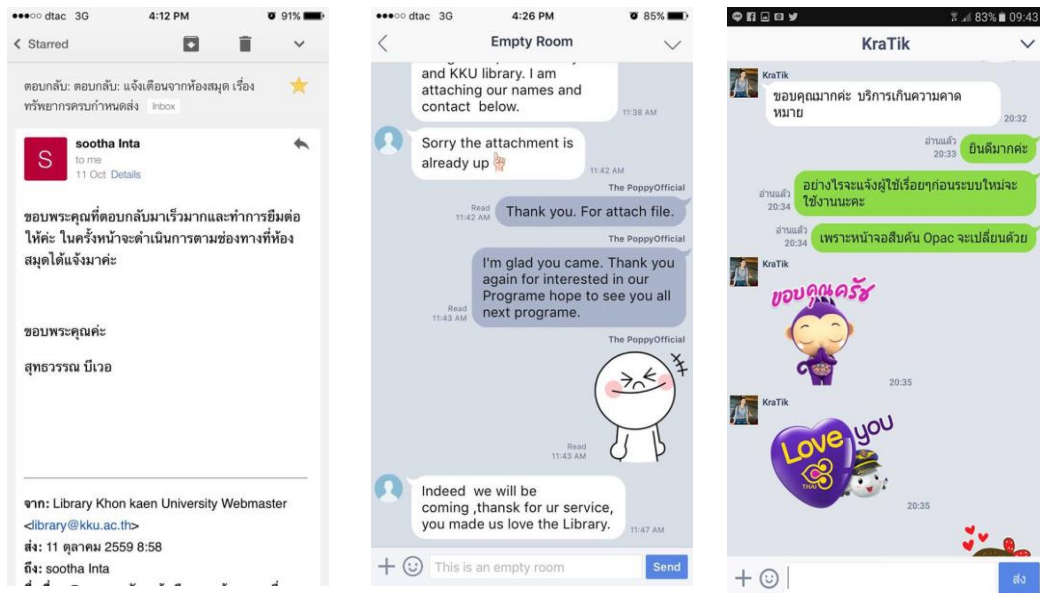 dtac 3G 4:12 PM 91%
Starred
ตอบกลับ: ตอบกลับ: แจ้งเตือนจากห้องสมุด เรื่อง
ทรัพยากรครบกำหนดส่ง Inbox
S
sootha Inta
to me
11 Oct Details
ขอบพระคุณที่ตอบกลับมาเร็วมากและทำการยืมต่อ
ให้ค่ะ ในครั้งหน้าจะดำเนินการตามช่องทางที่ห้อง
สมุดได้แจ้งมาค่ะ
ขอบพระคุณค่ะ
สุทธวรรณ บีเวอ
จาก: Library Khon kaen University Webmaster
<library@kku.ac.th>
ส่ง: 11 ตุลาคม 2559 8:58
ถึง: sootha Inta
dtac 3G 4:26 PM 85%
Empty Room
and KKU library. I am
attaching our names and
contact below.
11:38 AM
Sorry the attachment is
already up
11:42 AM
The PoppyOfficial
Read
11:42 AM
Thank you. For attach file.
The PoppyOfficial
I'm glad you came. Thank you
again for interested in our
Programe hope to see you all
next programe.
Read
11:43 AM
The PoppyOfficial
Read
11:43 AM
Indeed we will be
coming ,thansk for ur service,
you made us love the Library.
11:47 AM
This is an empty room
Send
83% 09:43
KraTik
KraTik
ขอบคุณมากค่ะ บริการเกินความคาด
หมาย
20:32
อ่านแล้ว
20:33
ยินดีมากค่ะ
อย่างไรจะแจ้งผู้ใช้เรื่อยๆก่อนระบบใหม่จะ
ใช้งานนะคะ
อ่านแล้ว
20:34
อ่านแล้ว
20:34
เพราะหน้าจอสืบค้น Opac จะเปลี่ยนด้วย
KraTik
ขอบคุณครัช
20:35
KraTik
Love you
THAI
20:35
ส่ง